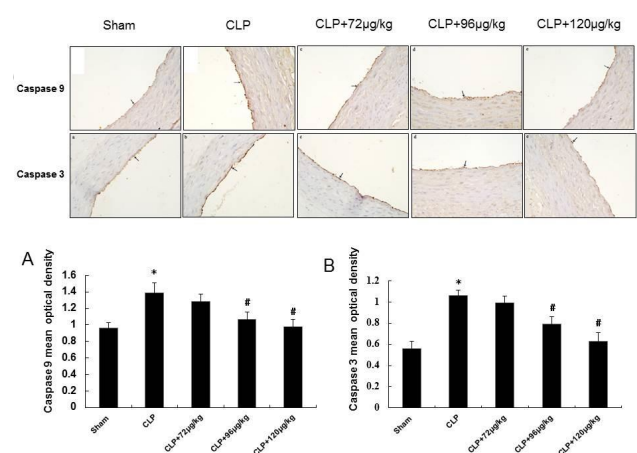 Sham CLP CLP+72μg/kg CLP+96μg/kg CLP+120μg/kg
Caspase 9
c d e
Caspase 3
a b c d e
A
Caspase 9 mean optical density
1.6
1.4
1.2
1
0.8
0.6
0.4
0.2
0
* # #
Sham CLP CLP+72μg/kg CLP+96μg/kg CLP+120μg/kg
B
Caspase 3 mean optical density
1.2
1
0.8
0.6
0.4
0.2
0
* # #
Sham CLP CLP+72μg/kg CLP+96μg/kg CLP+120μg/kg